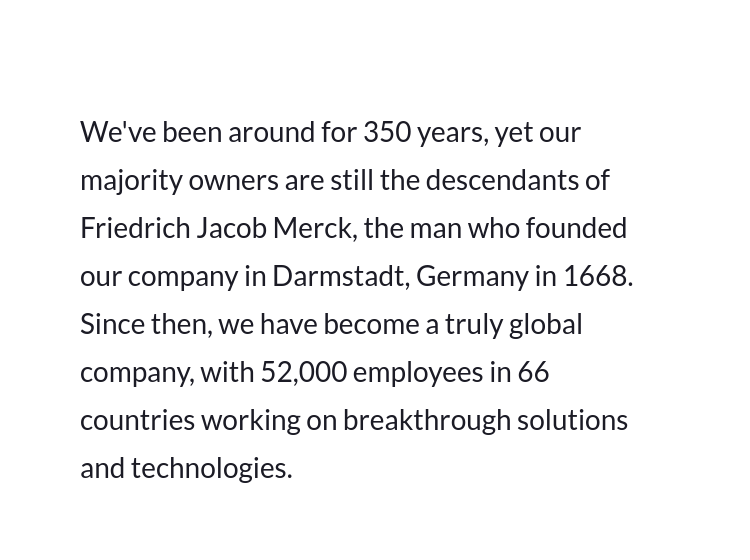 We've been around for 350 years, yet our
majority owners are still the descendants of
Friedrich Jacob Merck, the man who founded
our company in Darmstadt, Germany in 1668.
Since then, we have become a truly global
company, with 52,000 employees in 66
countries working on breakthrough solutions
and technologies.